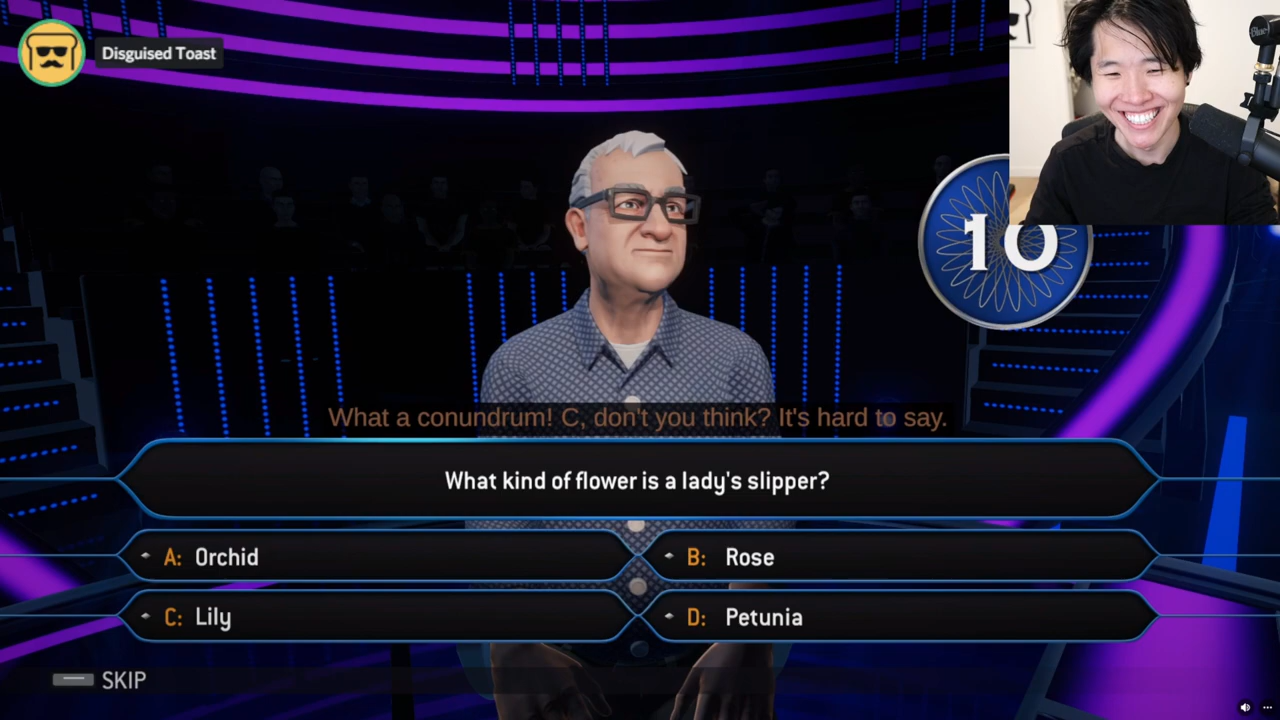 Disguised Toast
10
What a conundrum! C, don't you think? It's hard to say.
What kind of flower is a lady's slipper?
A: Orchid
B: Rose
C: Lily
D: Petunia
SKIP